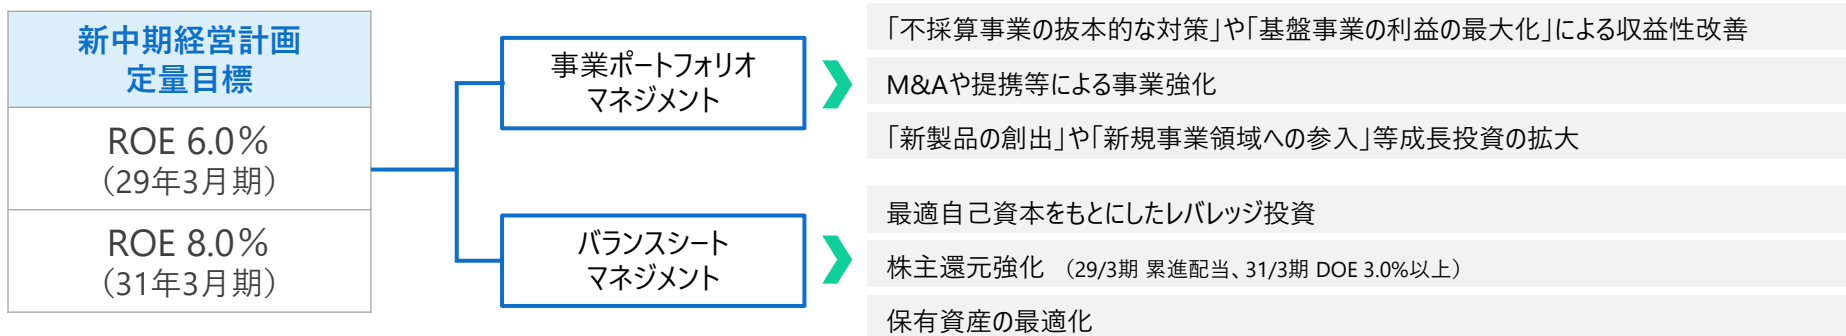 新中期経営計画
定量目標
ROE 6.0%
（29年3月期）
ROE 8.0%
（31年3月期）
事業ポートフォリオ
マネジメント
「不採算事業の抜本的な対策」や「基盤事業の利益の最大化」による収益性改善
M&Aや提携等による事業強化
「新製品の創出」や「新規事業領域への参入」等成長投資の拡大
バランスシート
マネジメント
最適自己資本をもとにしたレバレッジ投資
株主還元強化 （29/3期 累進配当、31/3期 DOE 3.0%以上）
保有資産の最適化